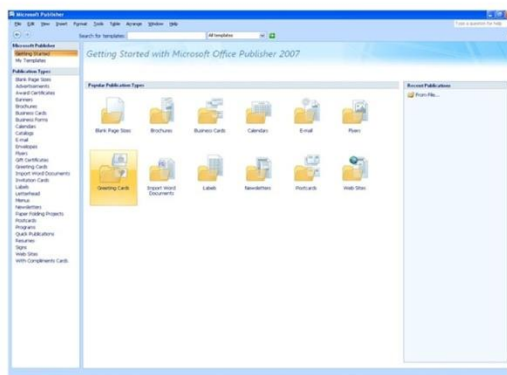 Microsoft Publisher
File Edit View Insert Format Tools Table Arrange Window Help
Type a question for help
Search for templates: All templates
Microsoft Publisher
Getting Started
My Templates
Publication Types
Blank Page Sizes
Advertisements
Award Certificates
Banners
Brochures
Business Cards
Business Forms
Calendars
Catalogs
E-mail
Envelopes
Flyers
Gift Certificates
Greeting Cards
Import Word Documents
Invitation Cards
Labels
Letterhead
Menus
Newsletters
Paper Folding Projects
Postcards
Programs
Quick Publications
Resumes
Signs
Web Sites
With Compliments Cards
Getting Started with Microsoft Office Publisher 2007
Popular Publication Types
Blank Page Sizes Brochures Business Cards Calendars E-mail Flyers
Greeting Cards Import Word Documents Labels Newsletters Postcards Web Sites
Recent Publications
From File...